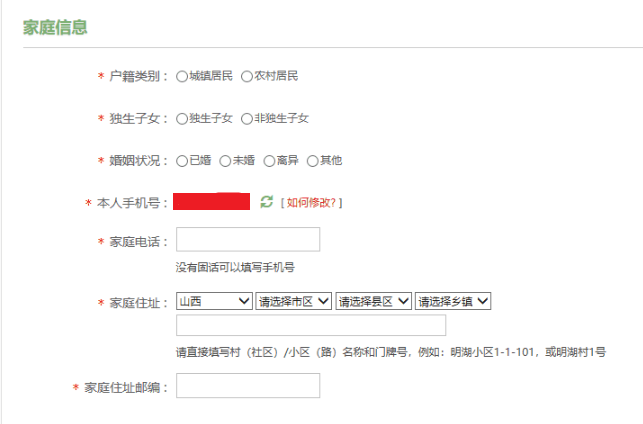 家庭信息
* 户籍类别： 城镇居民 农村居民
* 独生子女： 独生子女 非独生子女
* 婚姻状况： 已婚 未婚 离异 其他
* 本人手机号： [ 如何修改? ]
* 家庭电话：
没有固话可以填写手机号
* 家庭住址： 山西 请选择市区 请选择县区 请选择乡镇
请直接填写村（社区）/小区（路）名称和门牌号，例如：明湖小区1-1-101，或明湖村1号
* 家庭住址邮编：